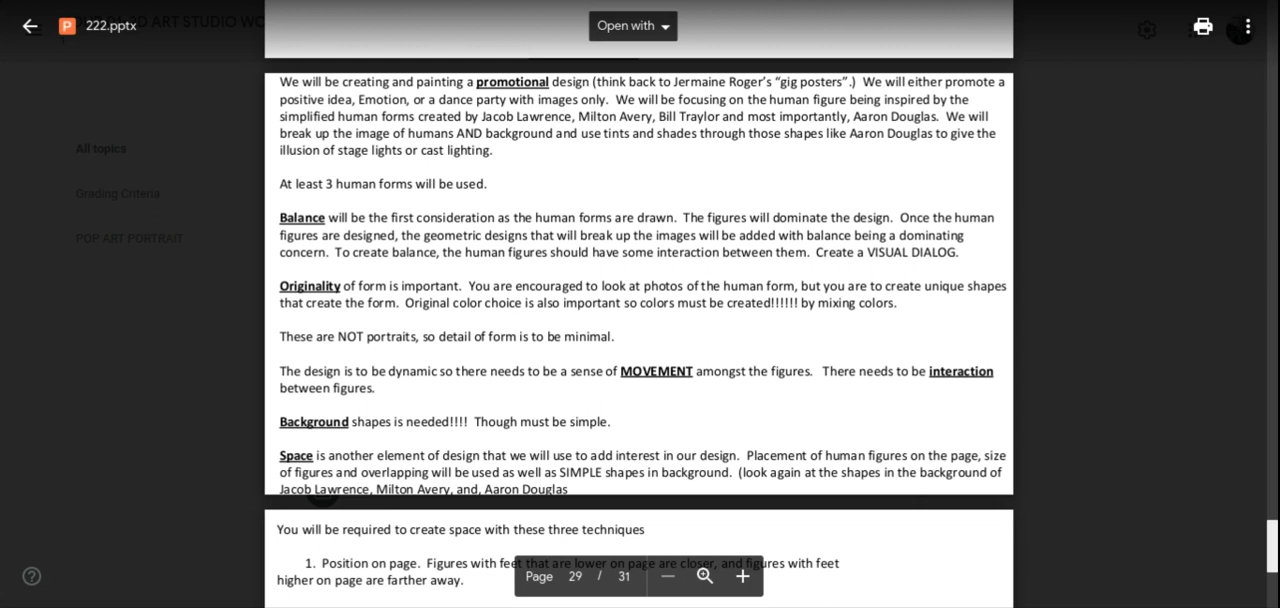 222.pptx
Open with
All topics
Grading Criteria
POP ART PORTRAIT
We will be creating and painting a promotional design (think back to Jermaine Roger's "gig posters".) We will either promote a
positive idea, Emotion, or a dance party with images only. We will be focusing on the human figure being inspired by the
simplified human forms created by Jacob Lawrence, Milton Avery, Bill Traylor and most importantly, Aaron Douglas. We will
break up the image of humans AND background and use tints and shades through those shapes like Aaron Douglas to give the
illusion of stage lights or cast lighting.
At least 3 human forms will be used.
Balance will be the first consideration as the human forms are drawn. The figures will dominate the design. Once the human
figures are designed, the geometric designs that will break up the images will be added with balance being a dominating
concern. To create balance, the human figures should have some interaction between them. Create a VISUAL DIALOG.
Originality of form is important. You are encouraged to look at photos of the human form, but you are to create unique shapes
that create the form. Original color choice is also important so colors must be created!!!!!! by mixing colors.
These are NOT portraits, so detail of form is to be minimal.
The design is to be dynamic so there needs to be a sense of MOVEMENT amongst the figures. There needs to be interaction
between figures.
Background shapes is needed!!!! Though must be simple.
Space is another element of design that we will use to add interest in our design. Placement of human figures on the page, size
of figures and overlapping will be used as well as SIMPLE shapes in background. (look again at the shapes in the background of
Jacob Lawrence, Milton Avery, and, Aaron Douglas
You will be required to create space with these three techniques
1. Position on page. Figures with feet that are lower on page are closer, and figures with feet
higher on page are farther away.
Page 29 / 31